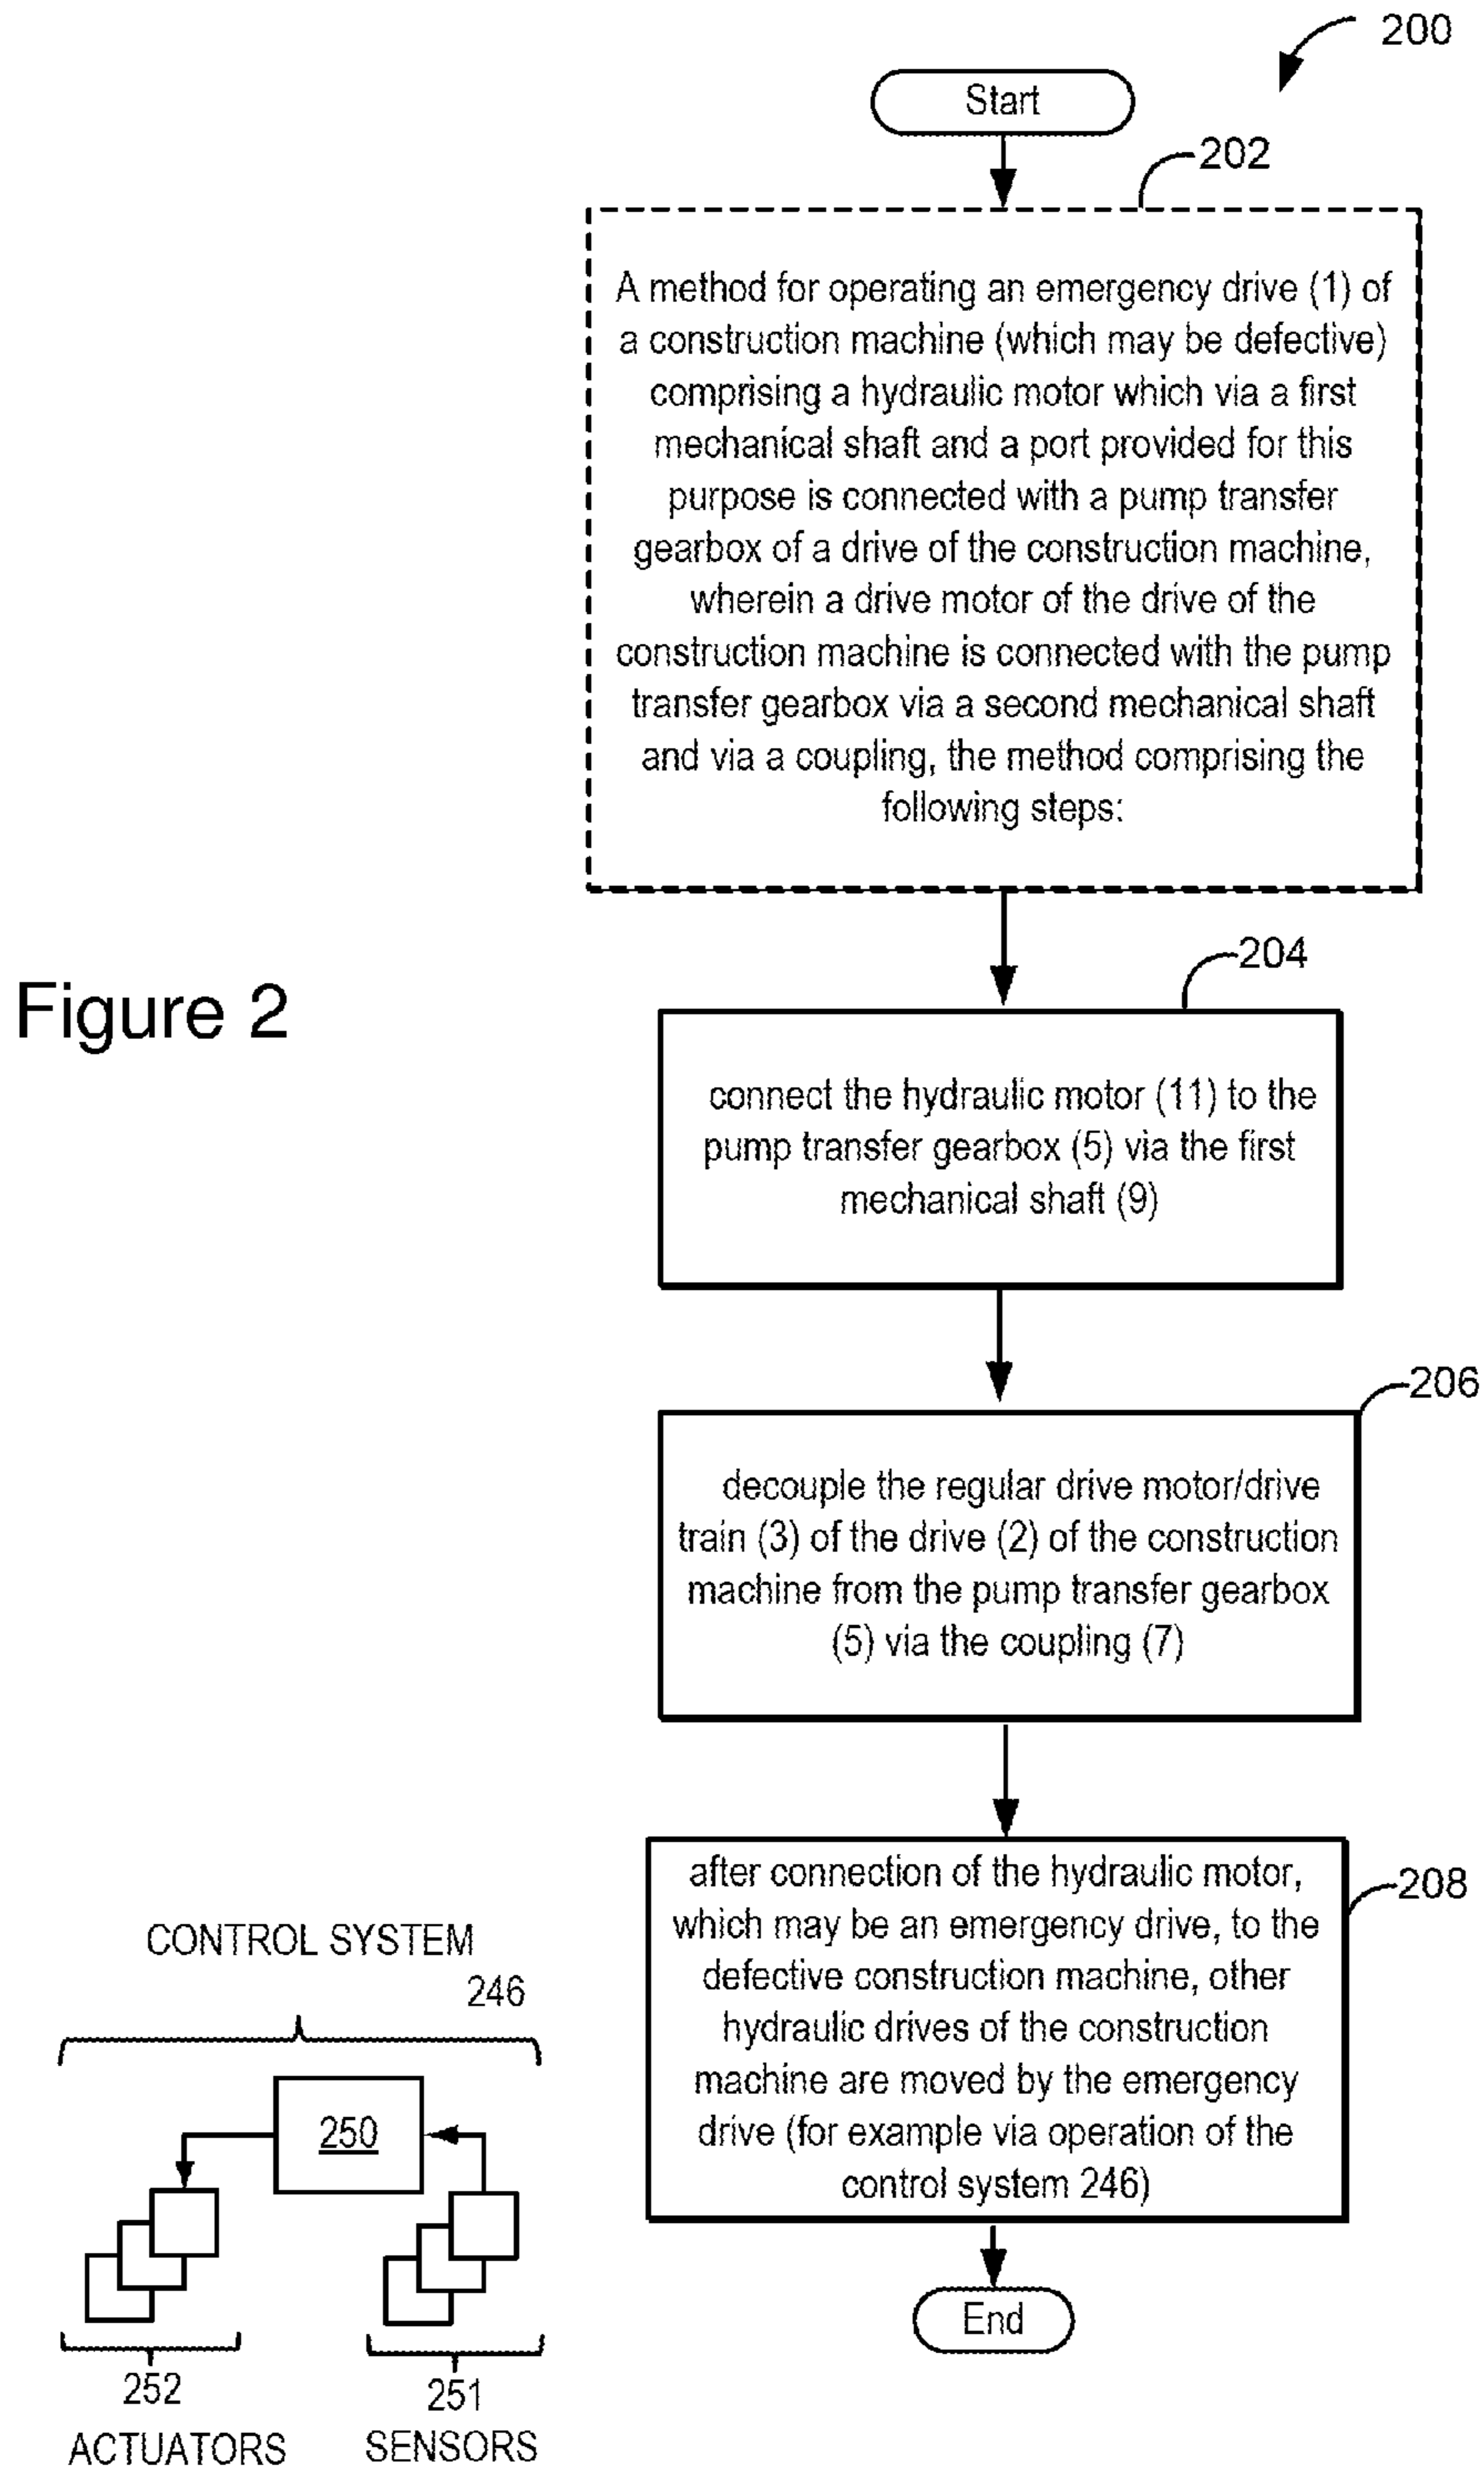 200
Start
202
A method for operating an emergency drive (1) of
a construction machine (which may be defective)
comprising a hydraulic motor which via a first
mechanical shaft and a port provided for this
purpose is connected with a pump transfer
gearbox of a drive of the construction machine,
wherein a drive motor of the drive of the
construction machine is connected with the pump
transfer gearbox via a second mechanical shaft
and via a coupling, the method comprising the
following steps:
204
Figure 2
connect the hydraulic motor (11) to the
pump transfer gearbox (5) via the first
mechanical shaft (9)
206
decouple the regular drive motor/drive
train (3) of the drive (2) of the construction
machine from the pump transfer gearbox
(5) via the coupling (7)
208
after connection of the hydraulic motor,
which may be an emergency drive, to the
defective construction machine, other
hydraulic drives of the construction
machine are moved by the emergency
drive (for example via operation of the
control system 246)
End
CONTROL SYSTEM
246
250
252
ACTUATORS
251
SENSORS